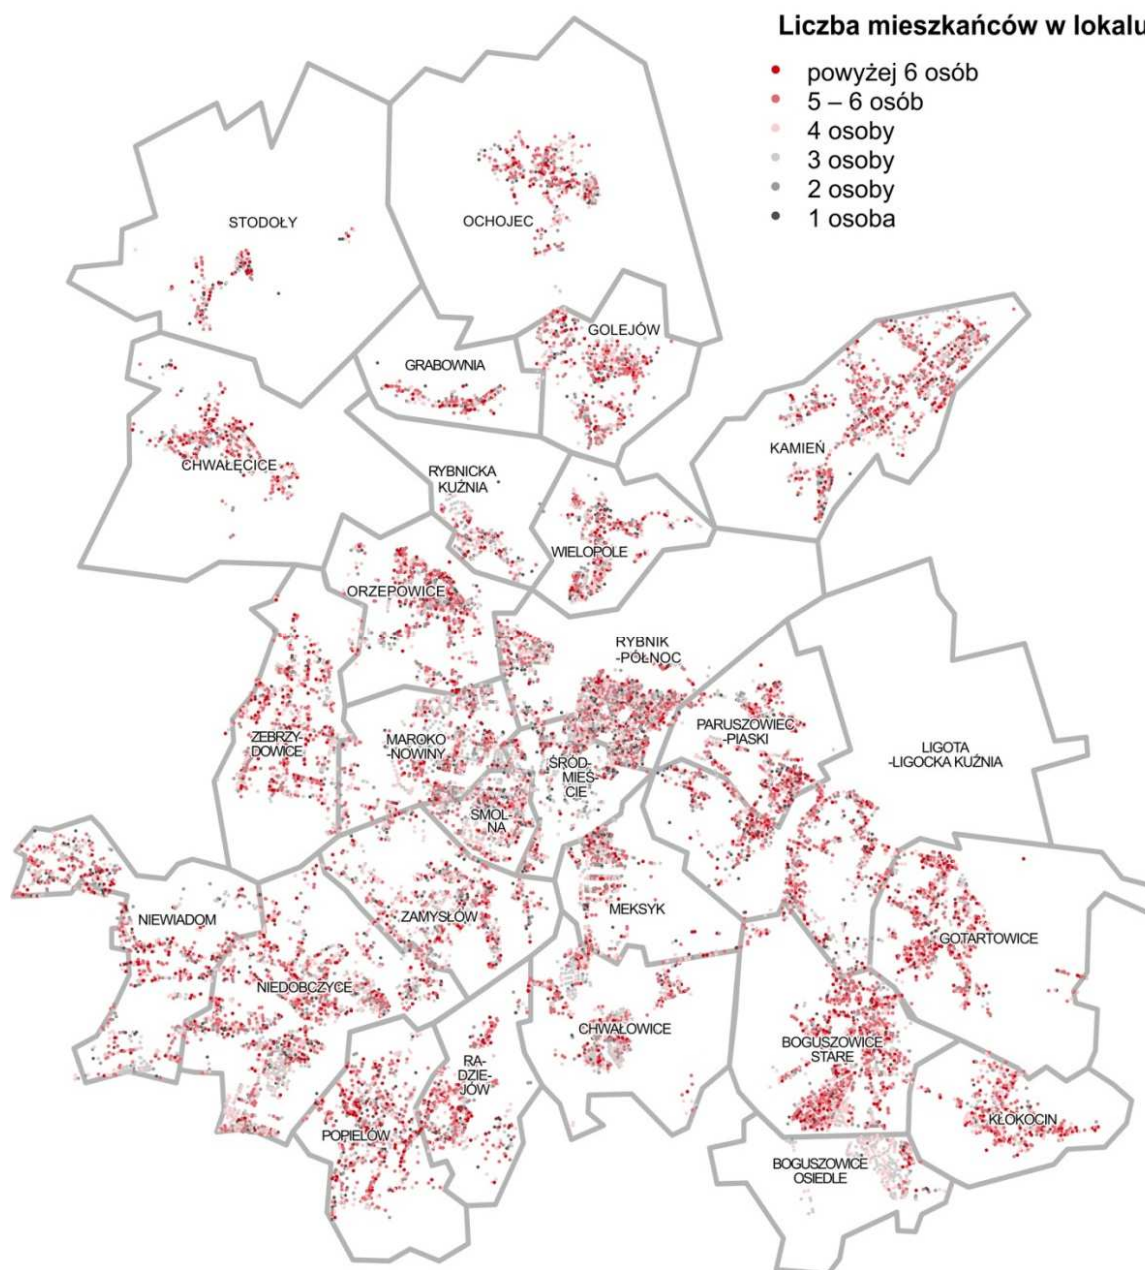 Liczba mieszkańców w lokalu
powyżej 6 osób
5 – 6 osób
4 osoby
3 osoby
2 osoby
1 osoba
STODOŁY
OCHOJEC
GOLEJÓW
GRABOWNIA
KAMIEŃ
CHWAŁĘCICE
RYBNICKA
KUŹNIA
WIELOPOLE
ORZEPOWICE
RYBNIK
-PÓŁNOC
ZEBRZY-
DOWICE
MAROKO
-NOWINY
PARUSZOWIEC
-PIASKI
LIGOTA
-LIGOCKA KUŹNIA
ŚRÓD-
MIEŚ-
CIE
SMOL-
NA
NIEWIADOM
ZAMYSŁÓW
MEKSYK
GOTARTOWICE
NIEDOBCZYCE
CHWAŁOWICE
BOGUSZOWICE
STARE
RA-
DZIE-
JÓW
POPIELÓW
KŁOKOCIN
BOGUSZOWICE
OSIEDLE